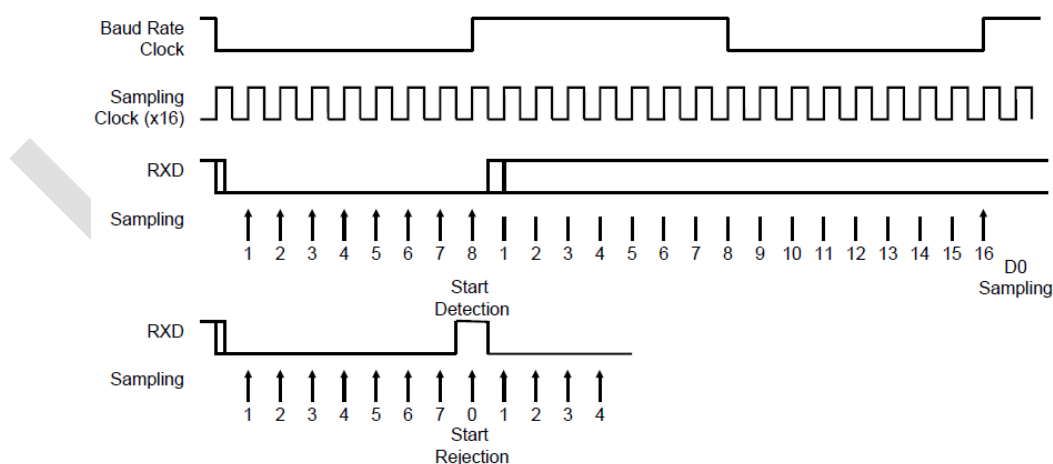 Baud Rate
Clock
Sampling
Clock (x16)
RXD
Sampling
1 2 3 4 5 6 7 8 1 2 3 4 5 6 7 8 9 10 11 12 13 14 15 16
D0
Sampling
Start
Detection
RXD
Sampling
1 2 3 4 5 6 7 0 1 2 3 4
Start
Rejection